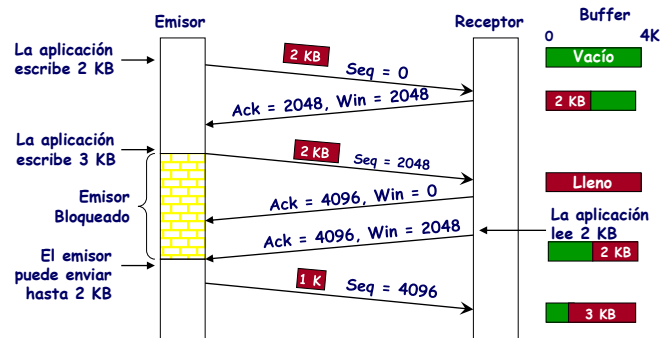 Emisor
Receptor
Buffer
0 4K
La aplicación
escribe 2 KB
2 KB
Seq = 0
Vacío
Ack = 2048, Win = 2048
2 KB
La aplicación
escribe 3 KB
2KB
Seq = 2048
Lleno
Emisor
Bloqueado
Ack = 4096, Win = 0
La aplicación
lee 2 KB
Ack = 4096, Win = 2048
2 KB
El emisor
puede enviar
hasta 2 KB
1 K
Seq = 4096
3 KB